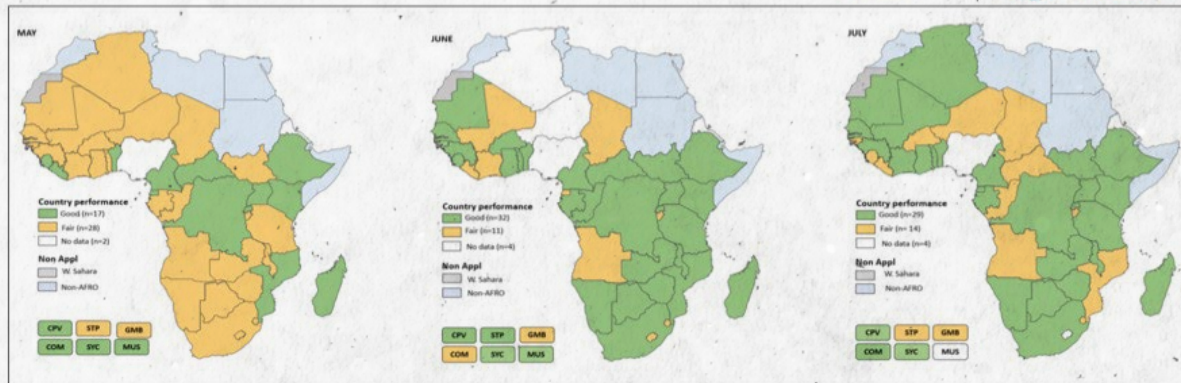 MAY
Country performance
Good (n=17)
Fair (n=28)
No data (n=2)
Non Appl
W. Sahara
Non-AFRO
CPV STP GMB
COM SYC MUS
JUNE
Country performance
Good (n=32)
Fair (n=11)
No data (n=4)
Non Appl
W. Sahara
Non-AFRO
CPV STP GMB
COM SYC MUS
JULY
Country performance
Good (n=29)
Fair (n= 14)
No data (n=4)
Non Appl
W. Sahara
Non-AFRO
CPV STP GMB
COM SYC MUS